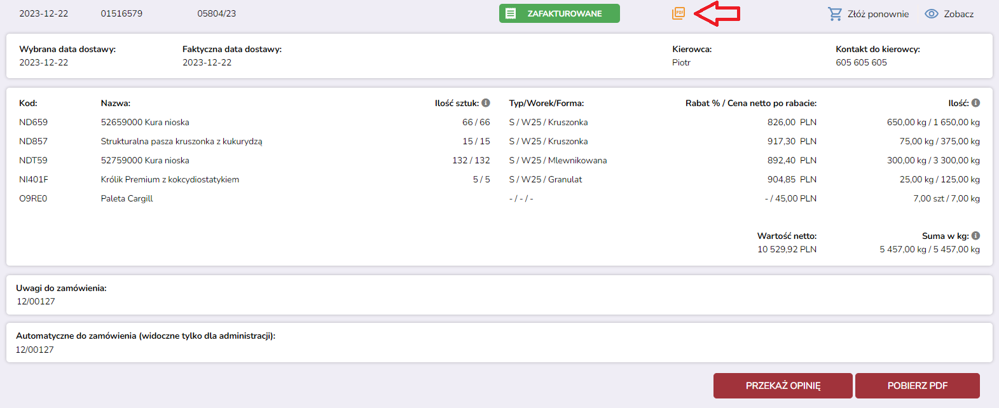 2023-12-22 01516579 05804/23 ZAFAKTUROWANE PDF Złóż ponownie Zobacz
Wybrana data dostawy: Faktyczna data dostawy: Kierowca: Kontakt do kierowcy:
2023-12-22 2023-12-22 Piotr 605 605 605
Kod: Nazwa: Ilość sztuk: Typ/Worek/Forma: Rabat % / Cena netto po rabacie: Ilość:
ND659 52659000 Kura nioska 66 / 66 S / W25 / Kruszonka 826,00 PLN 650,00 kg / 1 650,00 kg
ND857 Strukturalna pasza kruszonka z kukurydzą 15 / 15 S / W25 / Kruszonka 917,30 PLN 75,00 kg / 375,00 kg
NDT59 52759000 Kura nioska 132 / 132 S / W25 / Mlewnikowana 892,40 PLN 300,00 kg / 3 300,00 kg
NI401F Królik Premium z kokcydiostatykiem 5 / 5 S / W25 / Granulat 904,85 PLN 25,00 kg / 125,00 kg
O9RE0 Paleta Cargill - / - / - - / 45,00 PLN 7,00 szt / 7,00 kg
Wartość netto: Suma w kg:
10 529,92 PLN 5 457,00 kg / 5 457,00 kg
Uwagi do zamówienia:
12/00127
Automatyczne do zamówienia (widoczne tylko dla administracji):
12/00127
PRZEKAŻ OPINIĘ POBIERZ PDF